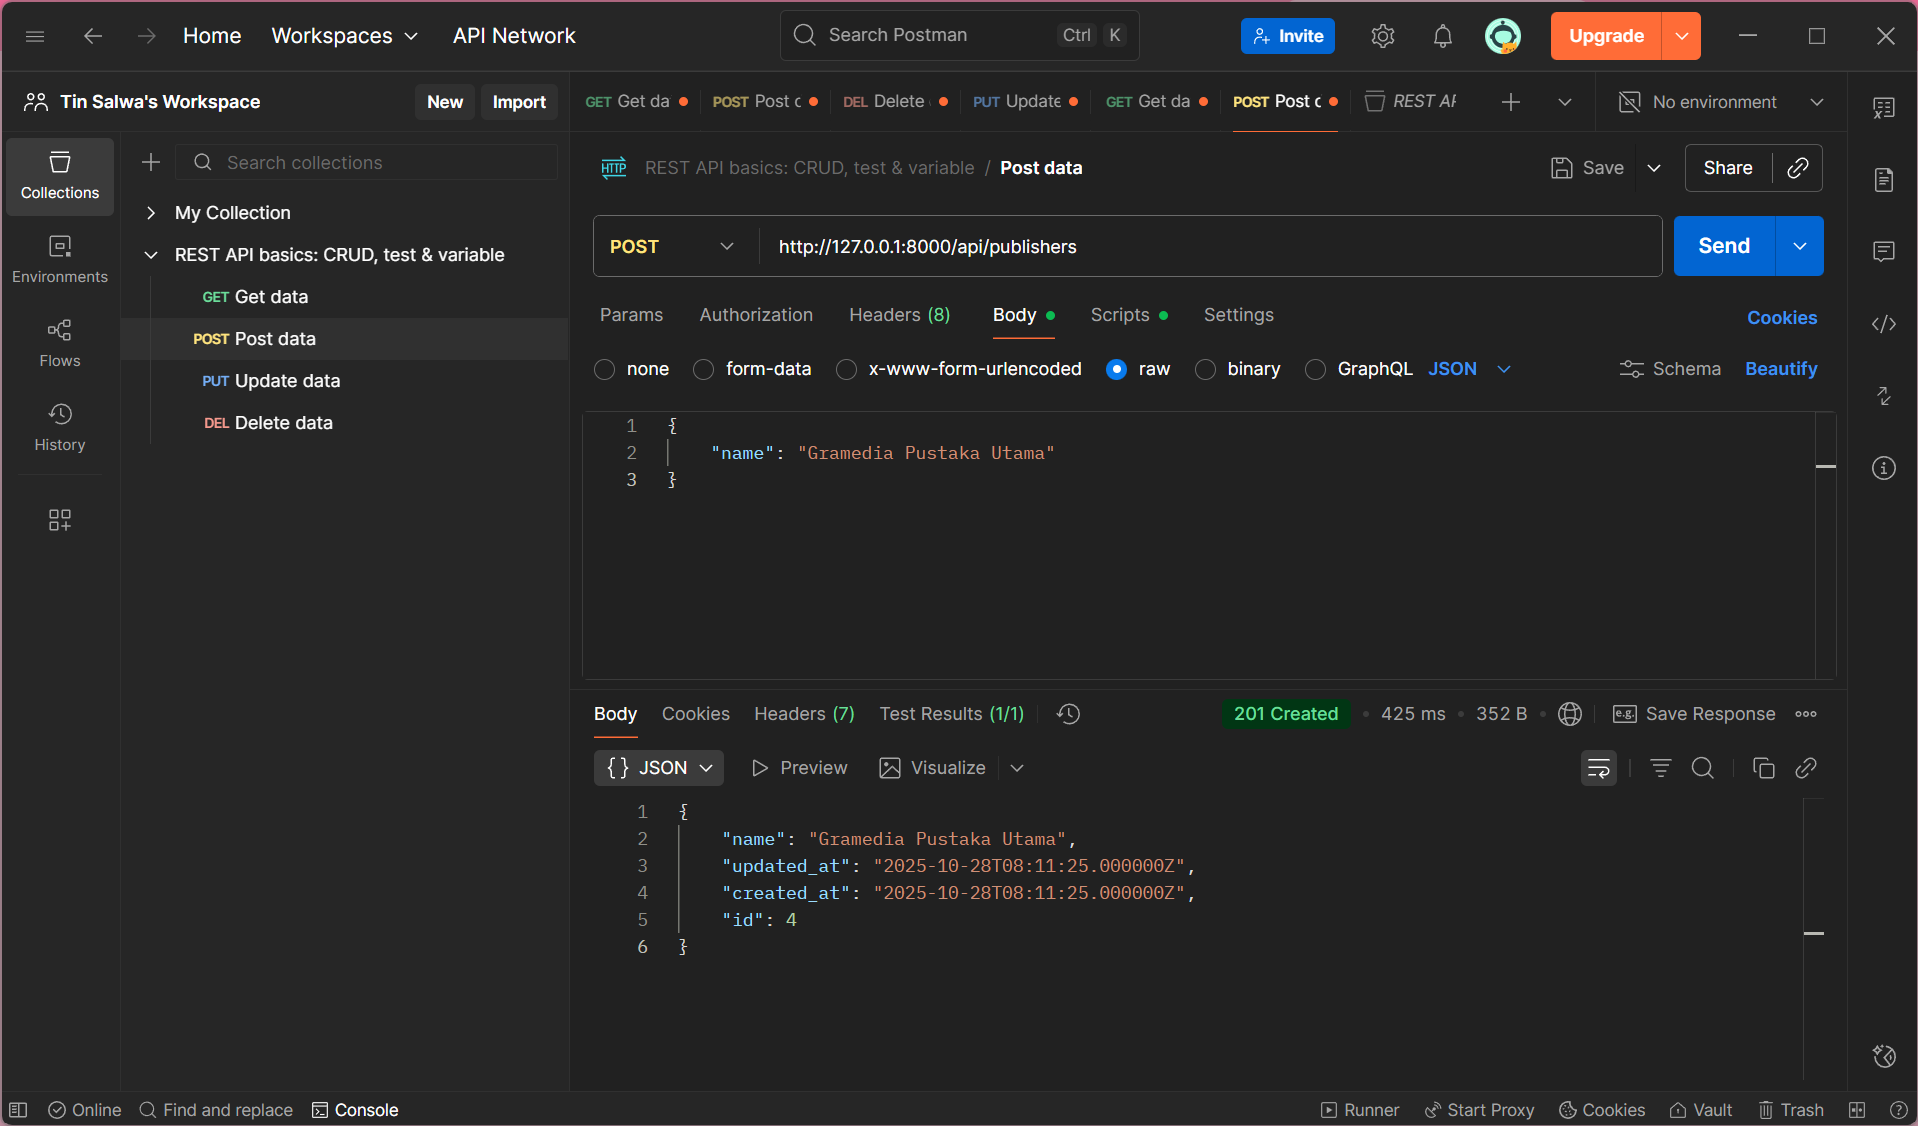 Home Workspaces API Network Search Postman Ctrl K Invite Upgrade
Tin Salwa's Workspace New Import GET Get da POST Post c DEL Delete PUT Update GET Get da POST Post c REST AF No environment
Search collections
REST API basics: CRUD, test & variable / Post data Save Share
Collections
My Collection
REST API basics: CRUD, test & variable
GET Get data
POST Post data
PUT Update data
DEL Delete data
Environments
Flows
History
POST http://127.0.0.1:8000/api/publishers Send
Params Authorization Headers (8) Body Scripts Settings Cookies
none form-data x-www-form-urlencoded raw binary GraphQL JSON Schema Beautify
1 {
2 "name": "Gramedia Pustaka Utama"
3 }
Body Cookies Headers (7) Test Results (1/1) 201 Created 425 ms 352 B e.g. Save Response
{} JSON Preview Visualize
1 {
2 "name": "Gramedia Pustaka Utama",
3 "updated_at": "2025-10-28T08:11:25.000000Z",
4 "created_at": "2025-10-28T08:11:25.000000Z",
5 "id": 4
6 }
Online Find and replace Console Runner Start Proxy Cookies Vault Trash